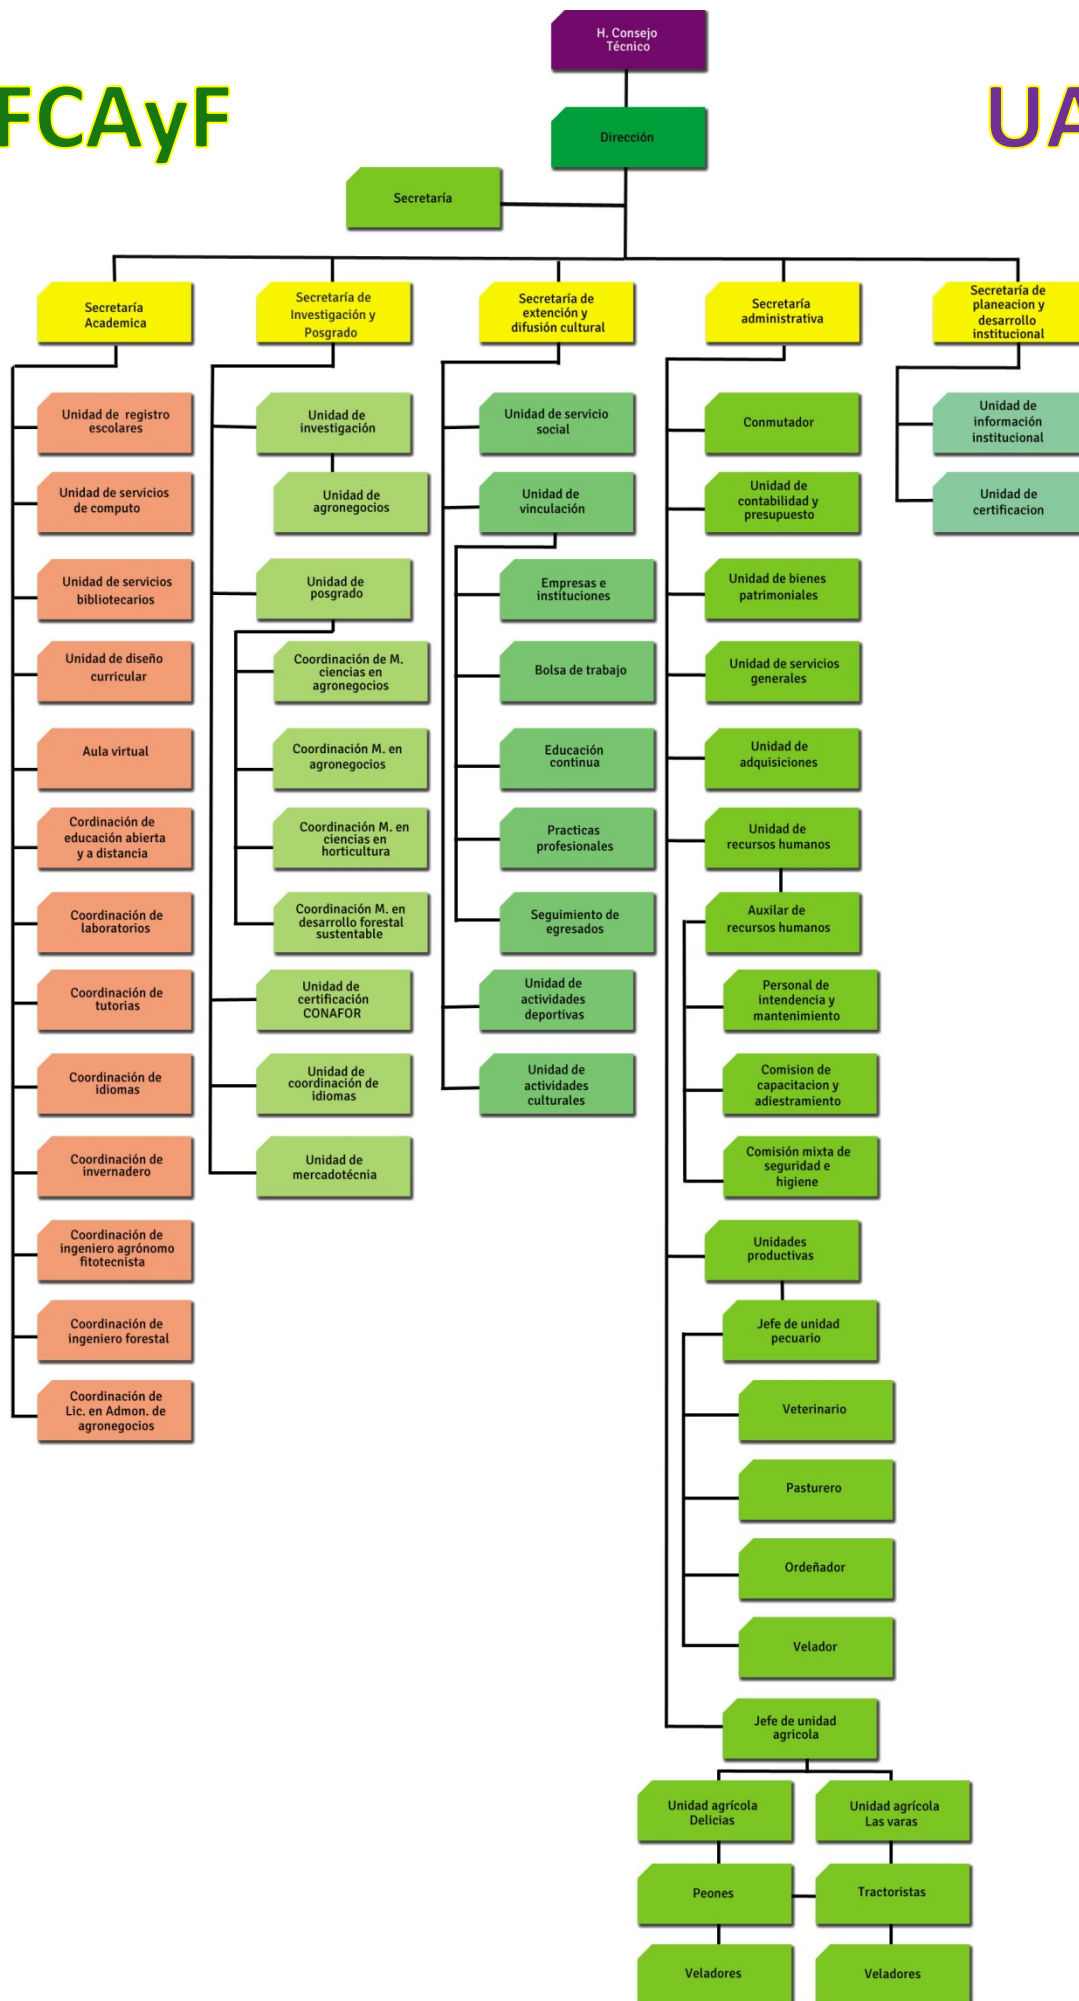 H. Consejo
Técnico
FCAyF
UA
Dirección
Secretaría
Secretaría
Academica
Secretaría de
Investigación y
Posgrado
Secretaría de
extención y
difusión cultural
Secretaría
administrativa
Secretaría de
planeacion y
desarrollo
institucional
Unidad de registro
escolares
Unidad de servicios
de computo
Unidad de servicios
bibliotecarios
Unidad de diseño
curricular
Aula virtual
Cordinación de
educación abierta
y a distancia
Coordinación de
laboratorios
Coordinación de
tutorias
Coordinación de
idiomas
Coordinación de
invernadero
Coordinación de
ingeniero agrónomo
fitotecnista
Coordinación de
ingeniero forestal
Coordinación de
Lic. en Admon. de
agronegocios
Unidad de
investigación
Unidad de
agronegocios
Unidad de
posgrado
Coordinación de M.
ciencias en
agronegocios
Coordinación M. en
agronegocios
Coordinación M. en
ciencias en
horticultura
Coordinación M. en
desarrollo forestal
sustentable
Unidad de
certificación
CONAFOR
Unidad de
coordinación de
idiomas
Unidad de
mercadotécnia
Unidad de servicio
social
Unidad de
vinculación
Empresas e
instituciones
Bolsa de trabajo
Educación
continua
Practicas
profesionales
Seguimiento de
egresados
Unidad de
actividades
deportivas
Unidad de
actividades
culturales
Conmutador
Unidad de
contabilidad y
presupuesto
Unidad de bienes
patrimoniales
Unidad de servicios
generales
Unidad de
adquisiciones
Unidad de
recursos humanos
Auxilar de
recursos humanos
Personal de
intendencia y
mantenimiento
Comision de
capacitacion y
adiestramiento
Comisión mixta de
seguridad e
higiene
Unidades
productivas
Jefe de unidad
pecuario
Veterinario
Pasturero
Ordeñador
Velador
Jefe de unidad
agricola
Unidad agrícola
Delicias
Unidad agrícola
Las varas
Peones
Tractoristas
Veladores
Veladores
Unidad de
información
institucional
Unidad de
certificacion